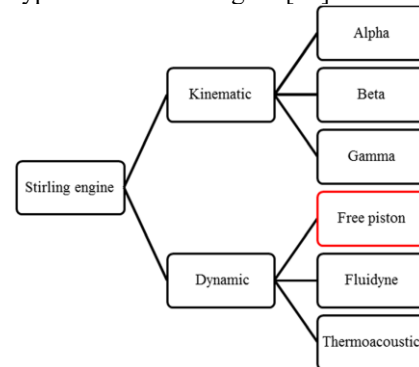 Alpha
Kinematic
Beta
Gamma
Stirling engine
Free piston
Dynamic
Fluidyne
Thermoacoustic